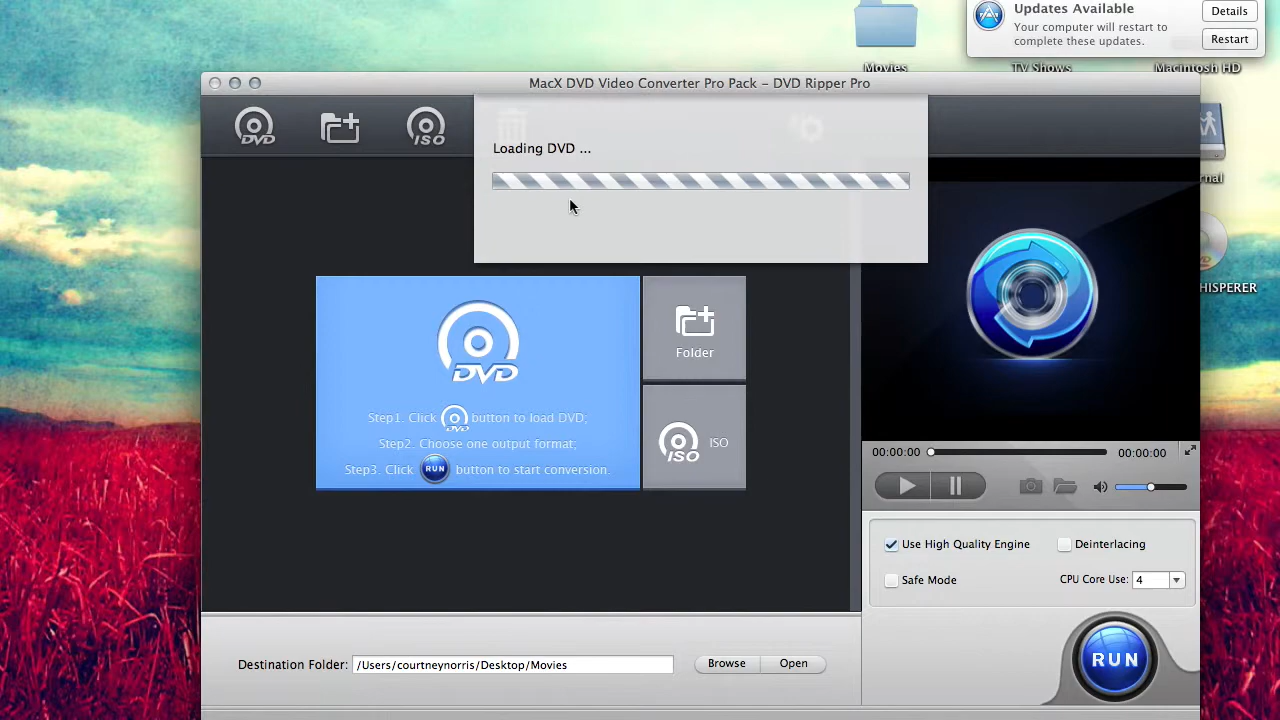 Updates Available
Details
Your computer will restart to complete these updates.
Restart
Movies
TV Shows
Macintosh HD
MacX DVD Video Converter Pro Pack – DVD Ripper Pro
DVD
ISO
Loading DVD ...
nal
DVD
HISPERER
DVD
Folder
Step1. Click button to load DVD;
Step2. Choose one output format;
Step3. Click RUN button to start conversion.
ISO
ISO
00:00:00
00:00:00
Use High Quality Engine
Deinterlacing
Safe Mode
CPU Core Use:
4
Destination Folder:
/Users/courtneynorris/Desktop/Movies
Browse
Open
RUN